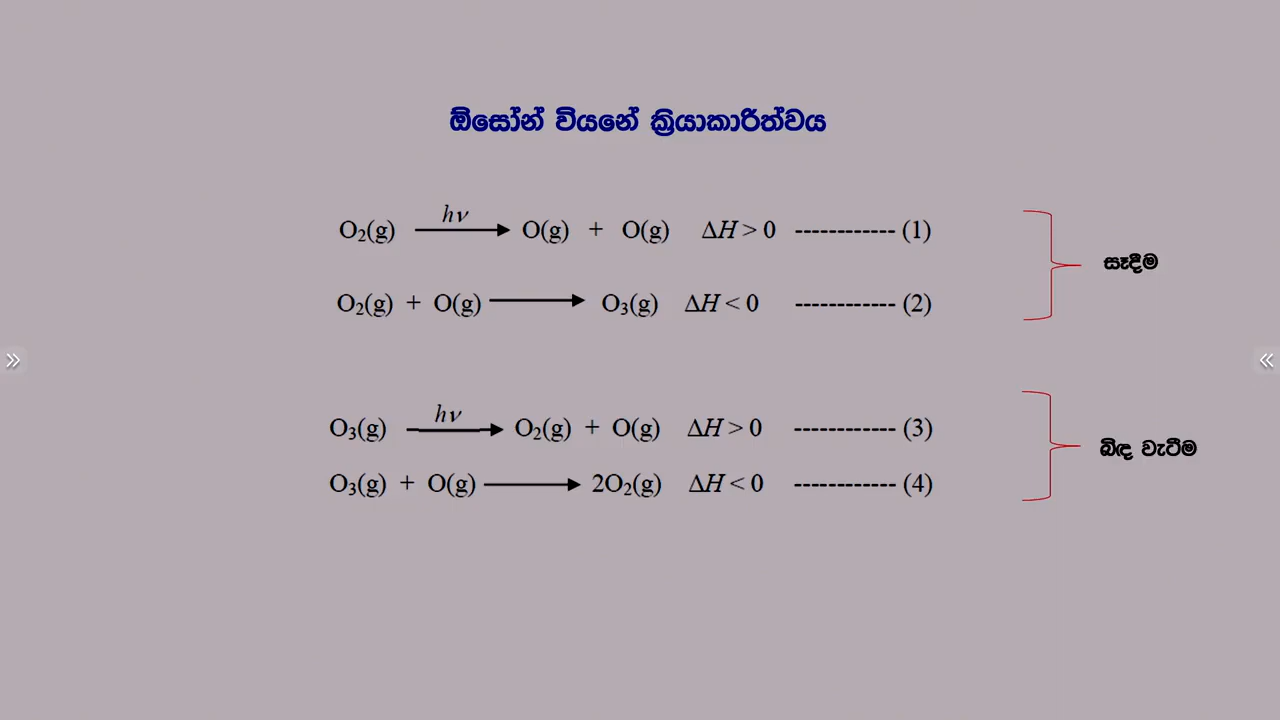 ඕසෝන් වියනේ ක්‍රියාකාරිත්වය
O₂(g) hν → O(g) + O(g) ΔH > 0 ------------ (1)
සෑදීම
O₂(g) + O(g) → O₃(g) ΔH < 0 ------------ (2)
O₃(g) hν → O₂(g) + O(g) ΔH > 0 ------------ (3)
බිඳ වැටීම
O₃(g) + O(g) → 2O₂(g) ΔH < 0 ------------ (4)